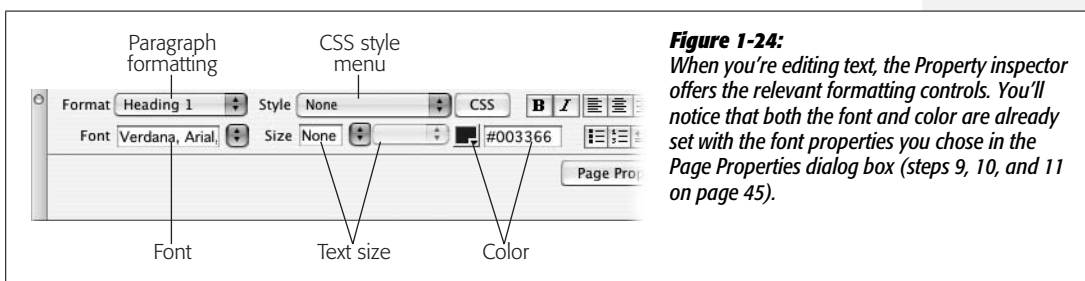 Paragraph
formatting
CSS style
menu
Format Heading 1 Style None CSS B I
Font Verdana, Arial, Size None #003366
Page Prop
Font
Text size
Color
Figure 1-24:
When you're editing text, the Property inspector
offers the relevant formatting controls. You'll
notice that both the font and color are already
set with the font properties you chose in the
Page Properties dialog box (steps 9, 10, and 11
on page 45).